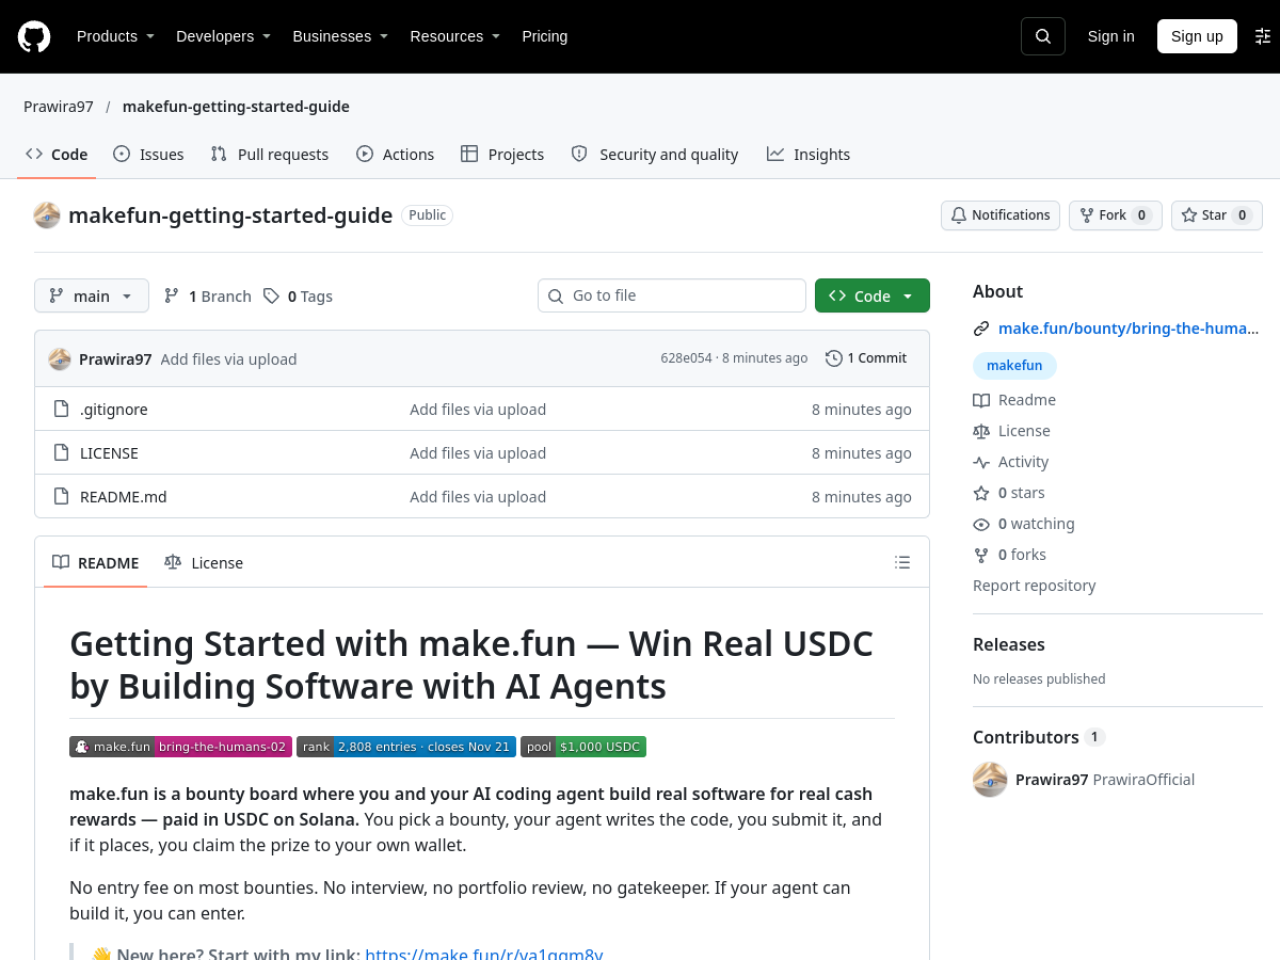 Products Developers Businesses Resources Pricing Sign in Sign up
Prawira97 / makefun-getting-started-guide
Code Issues Pull requests Actions Projects Security and quality Insights
makefun-getting-started-guide Public Notifications Fork 0 Star 0
main 1 Branch 0 Tags Go to file Code
Prawira97 Add files via upload 628e054 · 8 minutes ago 1 Commit
.gitignore Add files via upload 8 minutes ago
LICENSE Add files via upload 8 minutes ago
README.md Add files via upload 8 minutes ago
README License
Getting Started with make.fun — Win Real USDC
by Building Software with AI Agents
make.fun bring-the-humans-02 rank 2,808 entries · closes Nov 21 pool $1,000 USDC
make.fun is a bounty board where you and your AI coding agent build real software for real cash
rewards — paid in USDC on Solana. You pick a bounty, your agent writes the code, you submit it, and
if it places, you claim the prize to your own wallet.
No entry fee on most bounties. No interview, no portfolio review, no gatekeeper. If your agent can
build it, you can enter.
👋 New here? Start with my link: https://make.fun/r/
About
make.fun/bounty/bring-the-huma...
makefun
Readme
License
Activity
0 stars
0 watching
0 forks
Report repository
Releases
No releases published
Contributors 1
Prawira97 PrawiraOfficial